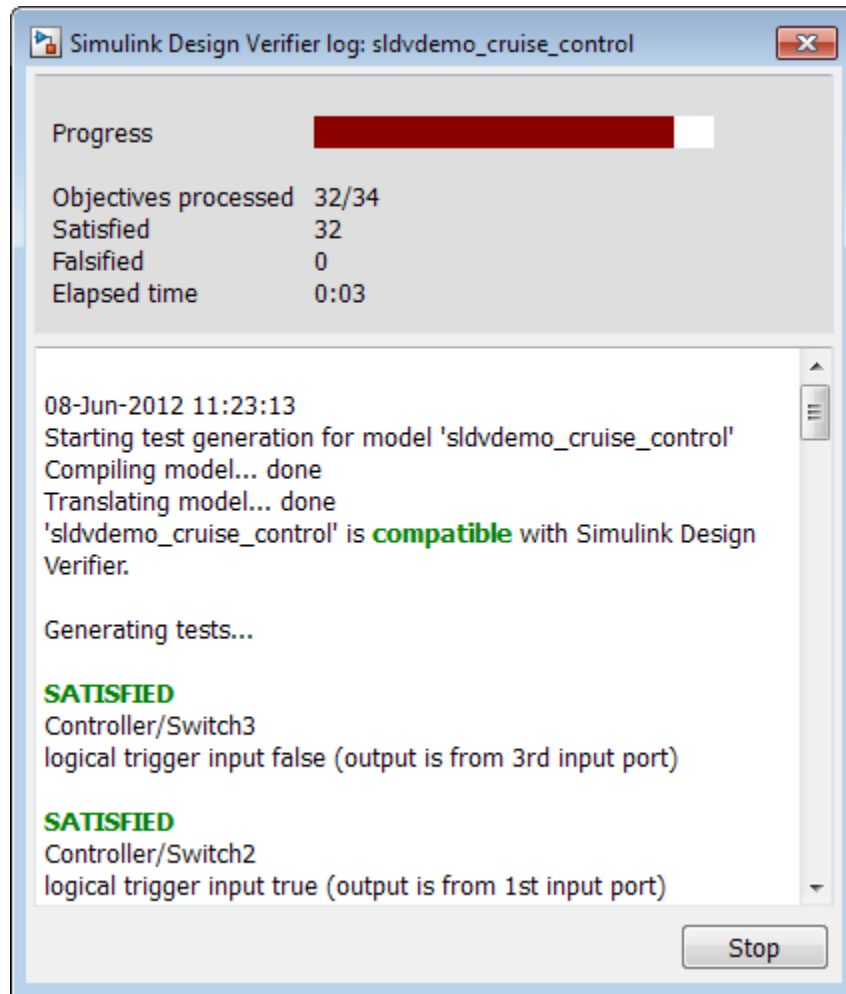 Simulink Design Verifier log: sldvdemo_cruise_control
Progress
Objectives processed 32/34
Satisfied 32
Falsified 0
Elapsed time 0:03
08-Jun-2012 11:23:13
Starting test generation for model 'sldvdemo_cruise_control'
Compiling model... done
Translating model... done
'sldvdemo_cruise_control' is compatible with Simulink Design
Verifier.
Generating tests...
SATISFIED
Controller/Switch3
logical trigger input false (output is from 3rd input port)
SATISFIED
Controller/Switch2
logical trigger input true (output is from 1st input port)
Stop